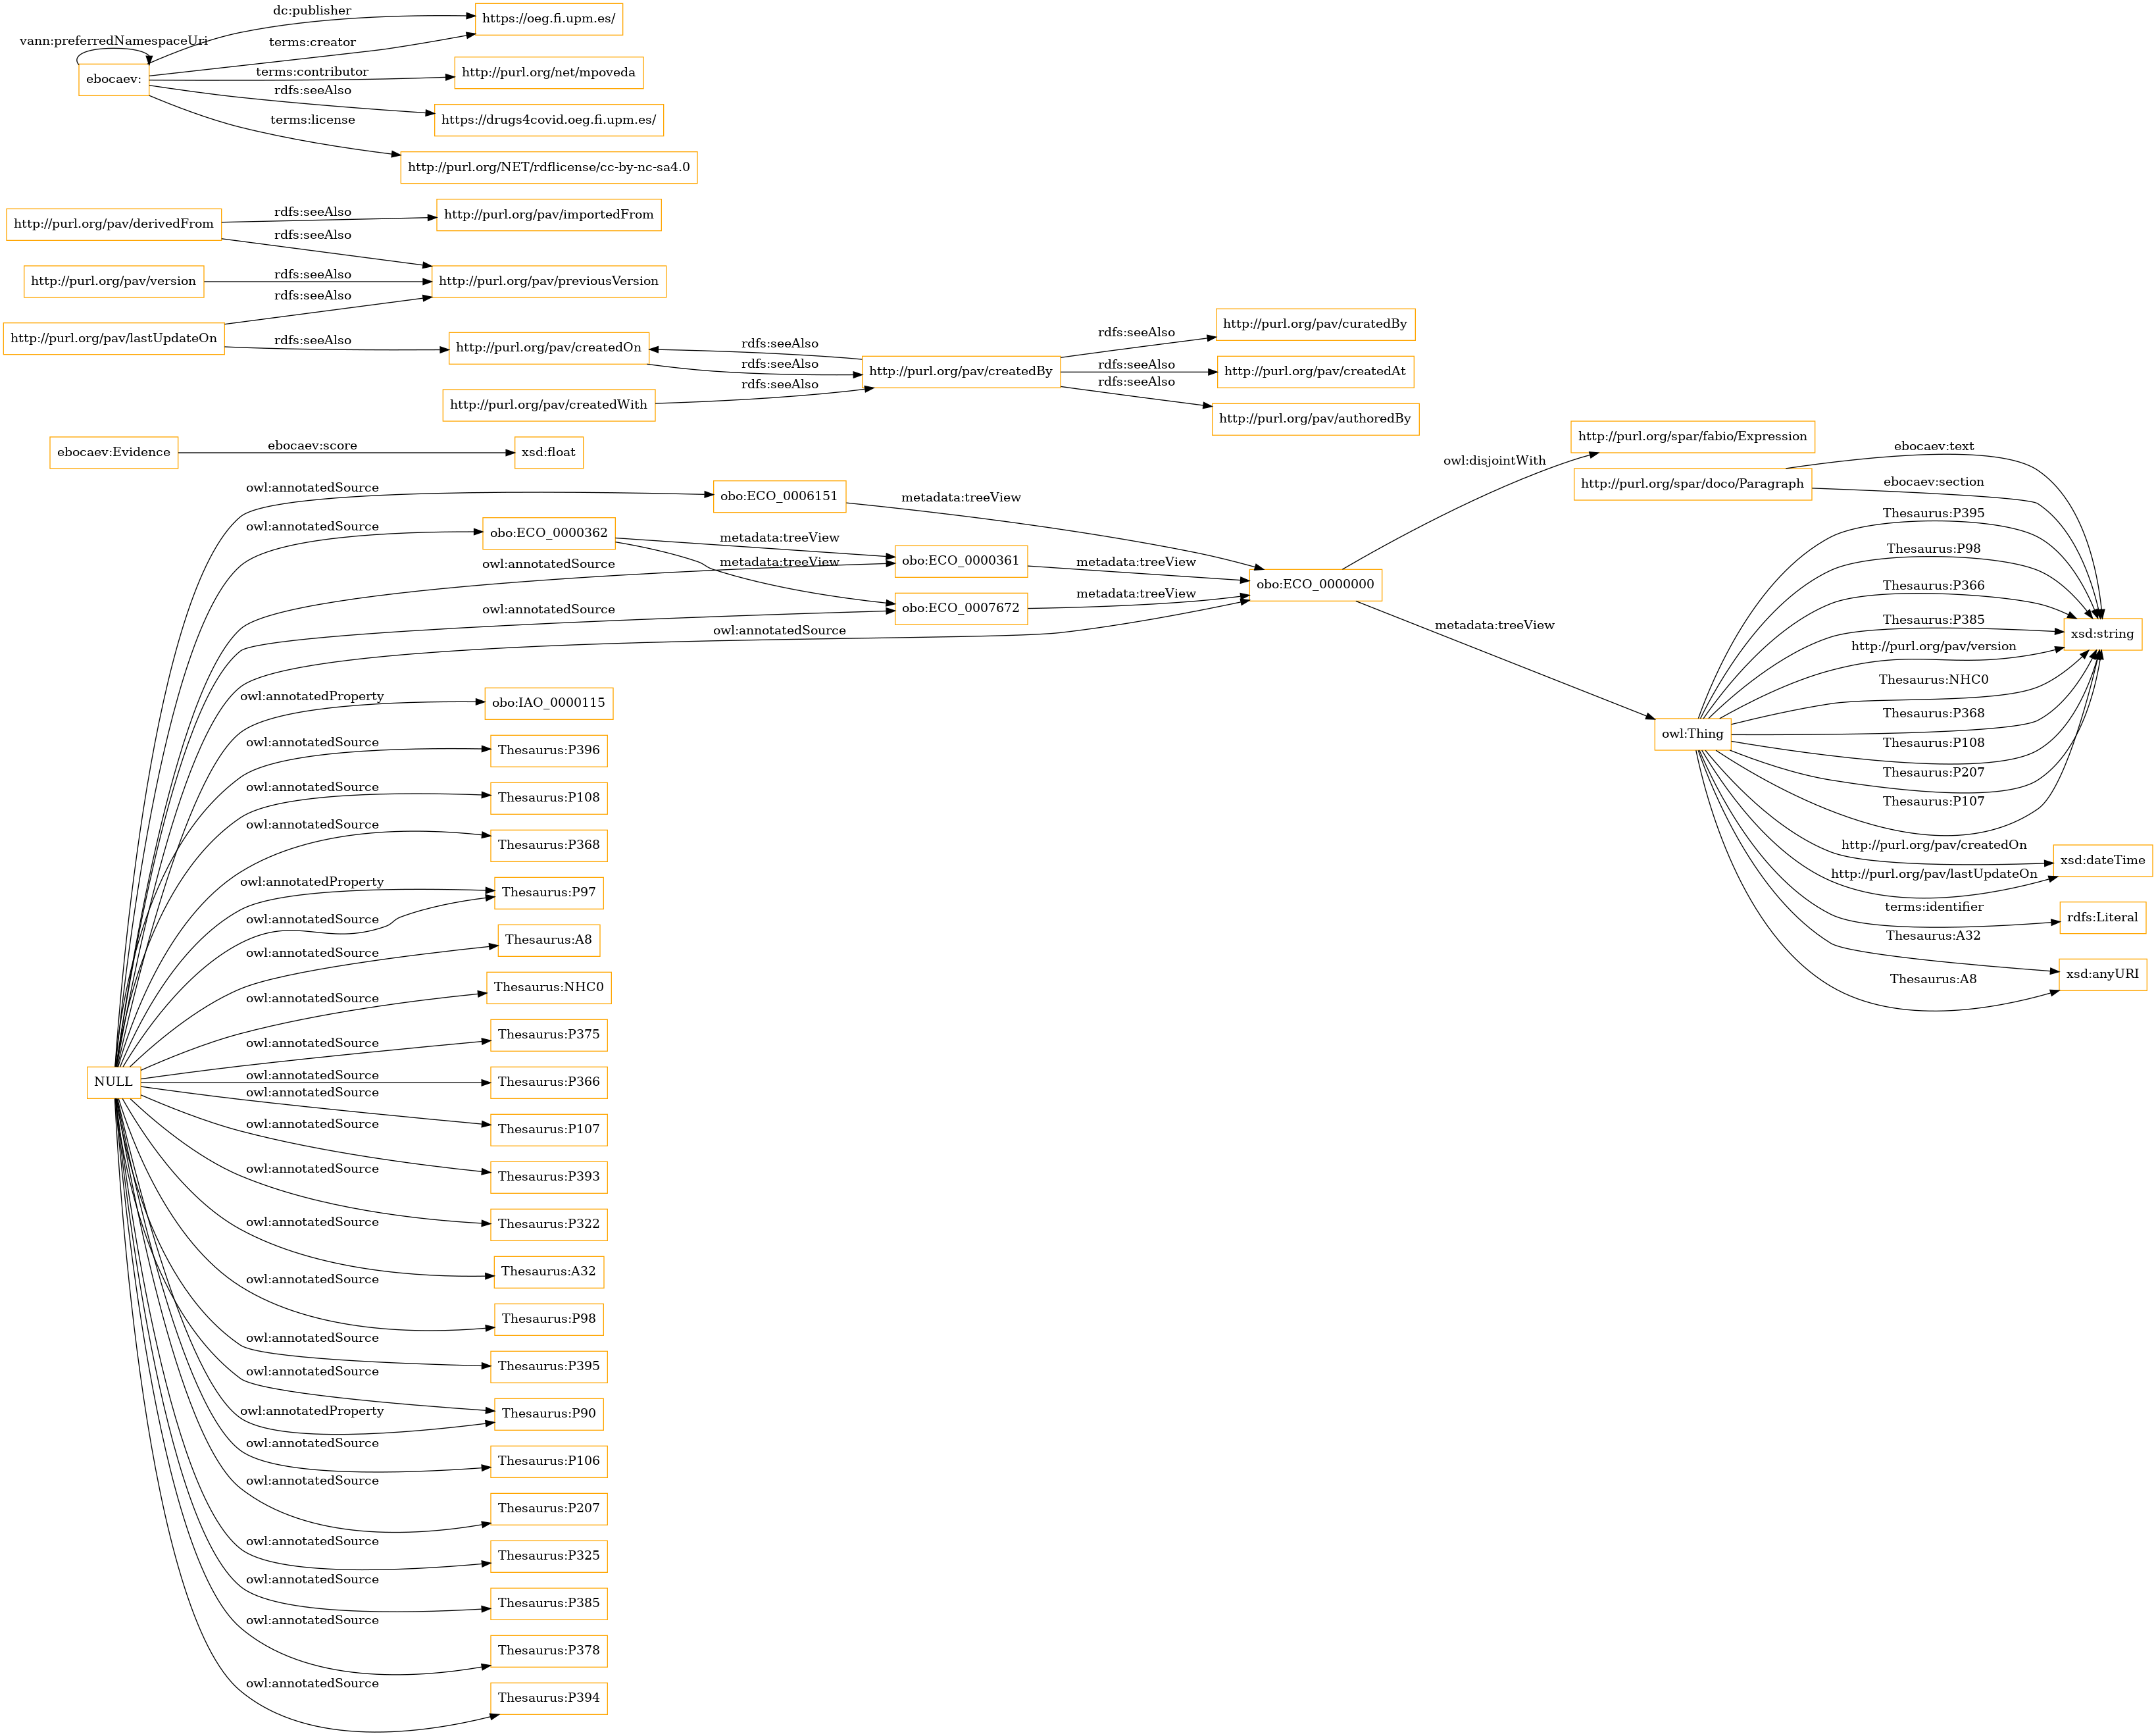 dc:publisher
https://oeg.fi.upm.es/
vann:preferredNamespaceUri
terms:creator
ebocaev:
terms:contributor
http://purl.org/net/mpoveda
rdfs:seeAlso
https://drugs4covid.oeg.fi.upm.es/
terms:license
http://purl.org/NET/rdflicense/cc-by-nc-sa4.0
http://purl.org/pav/derivedFrom
rdfs:seeAlso
http://purl.org/pav/importedFrom
rdfs:seeAlso
http://purl.org/pav/version
rdfs:seeAlso
http://purl.org/pav/previousVersion
rdfs:seeAlso
http://purl.org/pav/lastUpdateOn
rdfs:seeAlso
http://purl.org/pav/createdOn
rdfs:seeAlso
rdfs:seeAlso
http://purl.org/pav/createdWith
rdfs:seeAlso
http://purl.org/pav/createdBy
rdfs:seeAlso
http://purl.org/pav/curatedBy
rdfs:seeAlso
http://purl.org/pav/createdAt
rdfs:seeAlso
http://purl.org/pav/authoredBy
ebocaev:Evidence
ebocaev:score
xsd:float
owl:annotatedSource
obo:ECO_0006151
metadata:treeView
owl:annotatedSource
obo:ECO_0000362
metadata:treeView
metadata:treeView
owl:annotatedSource
obo:ECO_0000361
metadata:treeView
owl:annotatedSource
obo:ECO_0007672
metadata:treeView
owl:annotatedSource
obo:ECO_0000000
owl:disjointWith
http://purl.org/spar/fabio/Expression
http://purl.org/spar/doco/Paragraph
ebocaev:text
ebocaev:section
metadata:treeView
owl:Thing
Thesaurus:P395
Thesaurus:P98
Thesaurus:P366
Thesaurus:P385
http://purl.org/pav/version
Thesaurus:NHC0
Thesaurus:P368
Thesaurus:P108
Thesaurus:P207
Thesaurus:P107
xsd:string
http://purl.org/pav/createdOn
xsd:dateTime
http://purl.org/pav/lastUpdateOn
terms:identifier
rdfs:Literal
Thesaurus:A32
xsd:anyURI
Thesaurus:A8
NULL
owl:annotatedProperty
obo:IAO_0000115
owl:annotatedSource
Thesaurus:P396
owl:annotatedSource
Thesaurus:P108
owl:annotatedSource
Thesaurus:P368
owl:annotatedProperty
Thesaurus:P97
owl:annotatedSource
owl:annotatedSource
Thesaurus:A8
owl:annotatedSource
Thesaurus:NHC0
owl:annotatedSource
Thesaurus:P375
owl:annotatedSource
Thesaurus:P366
owl:annotatedSource
Thesaurus:P107
owl:annotatedSource
Thesaurus:P393
owl:annotatedSource
Thesaurus:P322
owl:annotatedSource
Thesaurus:A32
owl:annotatedSource
Thesaurus:P98
owl:annotatedSource
Thesaurus:P395
owl:annotatedSource
Thesaurus:P90
owl:annotatedProperty
owl:annotatedSource
Thesaurus:P106
owl:annotatedSource
Thesaurus:P207
owl:annotatedSource
Thesaurus:P325
owl:annotatedSource
Thesaurus:P385
owl:annotatedSource
Thesaurus:P378
owl:annotatedSource
Thesaurus:P394